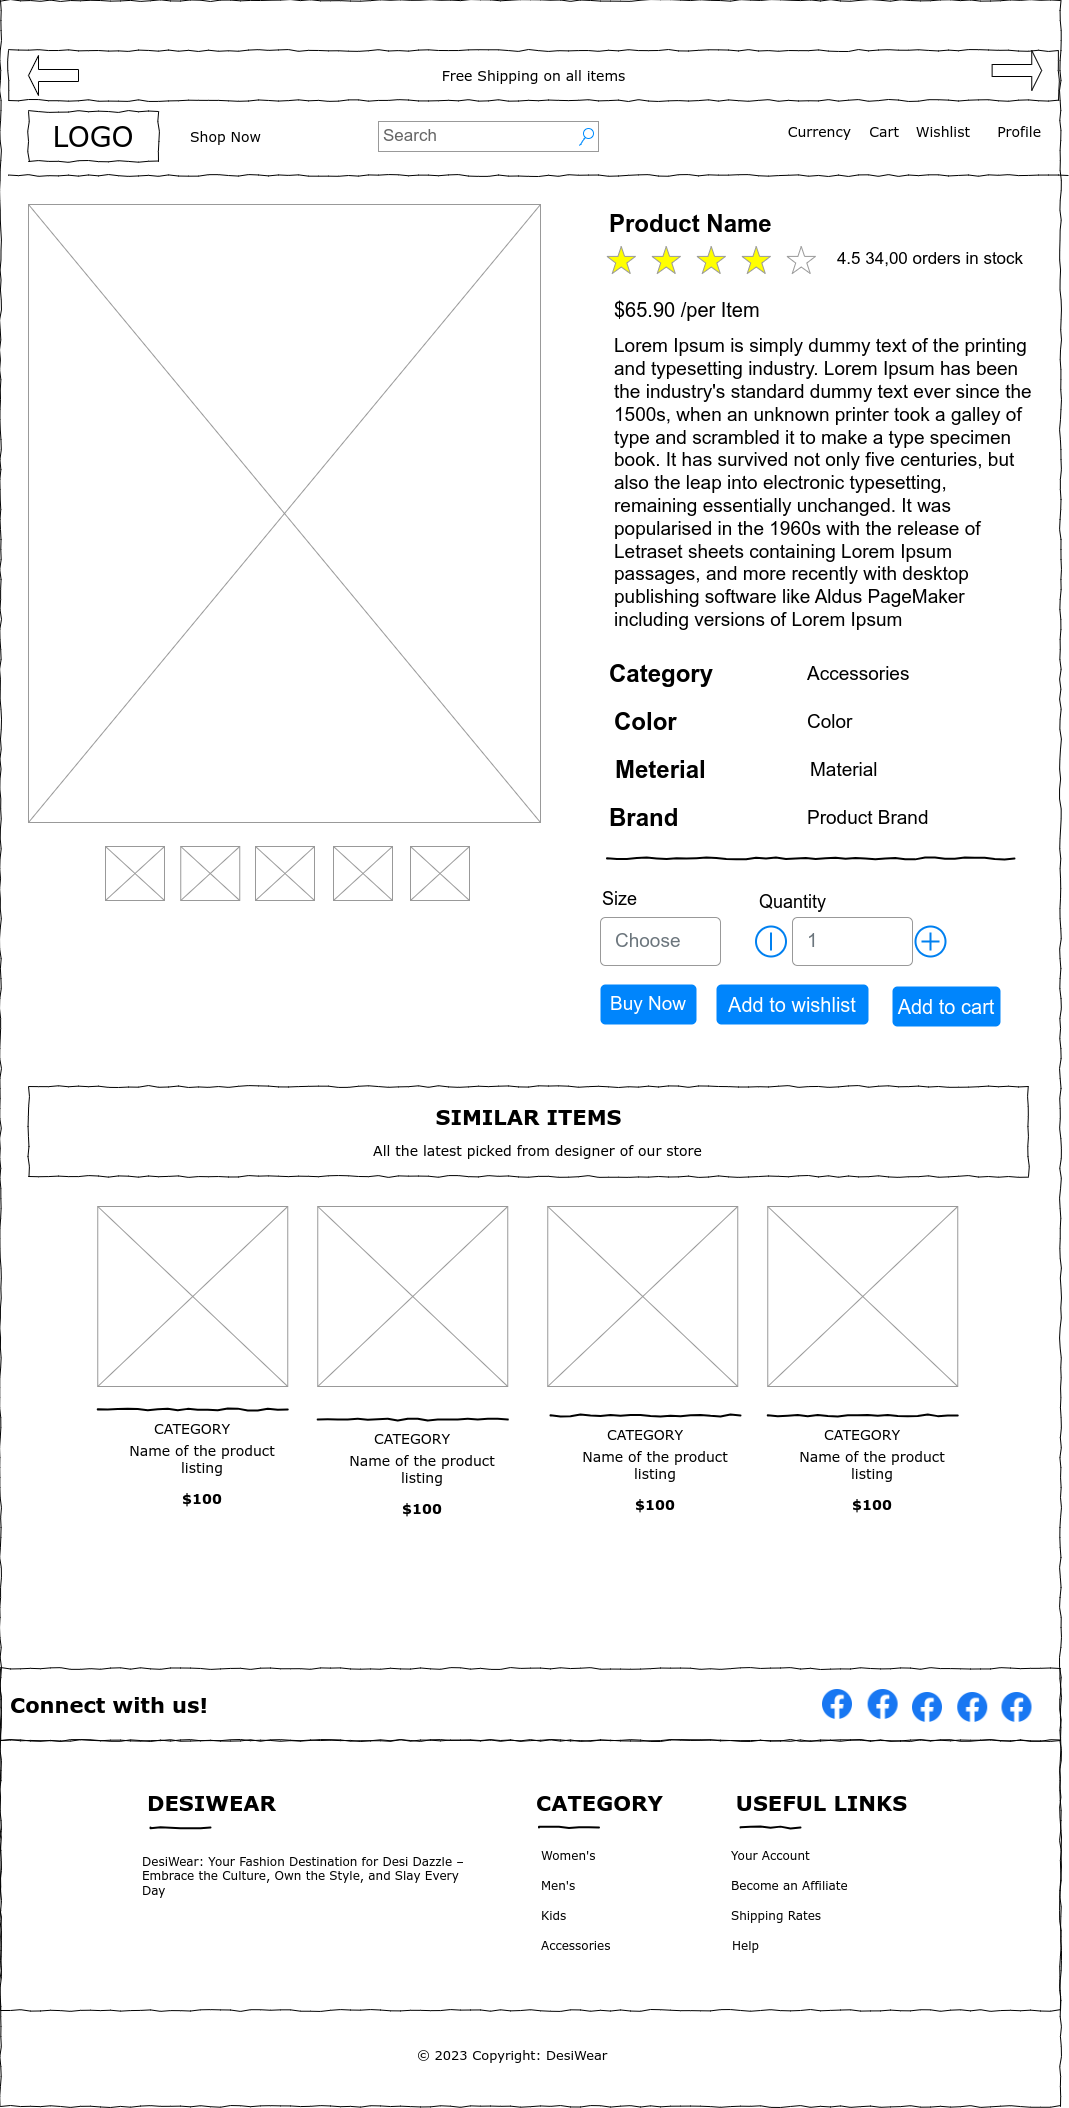 Free Shipping on all items
LOGO
Shop Now
Search
Currency
Cart
Wishlist
Profile
Product Name
4.5 34,00 orders in stock
$65.90 /per Item
Lorem Ipsum is simply dummy text of the printing
and typesetting industry. Lorem Ipsum has been
the industry's standard dummy text ever since the
1500s, when an unknown printer took a galley of
type and scrambled it to make a type specimen
book. It has survived not only five centuries, but
also the leap into electronic typesetting,
remaining essentially unchanged. It was
popularised in the 1960s with the release of
Letraset sheets containing Lorem Ipsum
passages, and more recently with desktop
publishing software like Aldus PageMaker
including versions of Lorem Ipsum
Category
Accessories
Color
Color
Meterial
Material
Brand
Product Brand
Size
Quantity
Choose
1
Buy Now
Add to wishlist
Add to cart
SIMILAR ITEMS
All the latest picked from designer of our store
CATEGORY
Name of the product
listing
$100
CATEGORY
Name of the product
listing
$100
CATEGORY
Name of the product
listing
$100
CATEGORY
Name of the product
listing
$100
Connect with us!
DESIWEAR
DesiWear: Your Fashion Destination for Desi Dazzle –
Embrace the Culture, Own the Style, and Slay Every
Day
CATEGORY
Women's
Men's
Kids
Accessories
USEFUL LINKS
Your Account
Become an Affiliate
Shipping Rates
Help
© 2023 Copyright: DesiWear